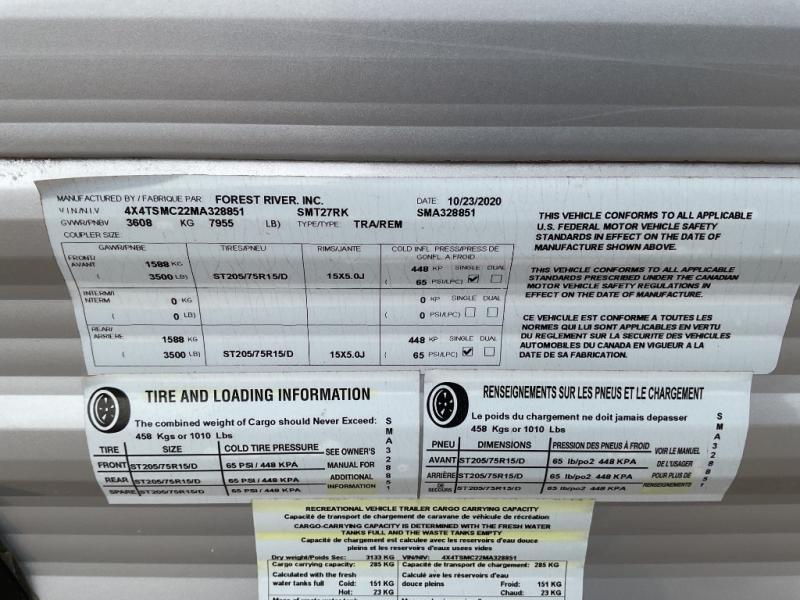 MANUFACTURED BY / FABRIQUE PAR: FOREST RIVER, INC. DATE 10/23/2020
VIN/NIV 4X4TSMC22MA328851 SMT27RK SMA328851
GVWR/PNBV 3608 KG 7955 LB) TYPE/TYPE: TRA/REM
COUPLER SIZE:
GAWR/PNBE TIRES/PNEU RIMS/JANTE COLD INFL. PRESS/PRESS DE GONFL. A FROID
FRONT/ AVANT 1588 KG 448 KP SINGLE DUAL
( 3500 LB) ST205/75R15/D 15X5.0J ( 65 PSI/LPC)
INTERM/ INTERM 0 KG 0 KP SINGLE DUAL
( 0 LB) ( 0 PSI/LPC)
REAR/ ARRIÈRE 1588 KG 448 KP SINGLE DUAL
( 3500 LB) ST205/75R15/D 15X5.0J ( 65 PSI/LPC)
THIS VEHICLE CONFORMS TO ALL APPLICABLE
U.S. FEDERAL MOTOR VEHICLE SAFETY
STANDARDS IN EFFECT ON THE DATE OF
MANUFACTURE SHOWN ABOVE.
THIS VEHICLE CONFORMS TO ALL APPLICABLE
STANDARDS PRESCRIBED UNDER THE CANADIAN
MOTOR VEHICLE SAFETY REGULATIONS IN
EFFECT ON THE DATE OF MANUFACTURE.
CE VEHICULE EST CONFORME A TOUTES LES
NORMES QUI LUI SONT APPLICABLES EN VERTU
DU REGLEMENT SUR LA SECURITE DES VEHICULES
AUTOMOBILES DU CANADA EN VIGUEUR A LA
DATE DE SA FABRICATION.
TIRE AND LOADING INFORMATION
The combined weight of Cargo should Never Exceed:
458 Kgs or 1010 Lbs
TIRE SIZE COLD TIRE PRESSURE
FRONT ST205/75R15/D 65 PSI / 448 KPA
REAR ST205/75R15/D 65 PSI / 448 KPA
SPARE ST205/75R15/D 65 PSI / 448 KPA
SEE OWNER'S
MANUAL FOR
ADDITIONAL
INFORMATION
SMA328851
RENSEIGNEMENTS SUR LES PNEUS ET LE CHARGEMENT
Le poids du chargement ne doit jamais depasser
458 Kgs or 1010 Lbs
PNEU DIMENSIONS PRESSION DES PNEUS À FROID
AVANT ST205/75R15/D 65 lb/po2 448 KPA
ARRIÈRE ST205/75R15/D 65 lb/po2 448 KPA
DE SECOURS ST205/75R15/D 65 lb/po2 448 KPA
VOIR LE MANUEL
DE L'USAGER
POUR PLUS DE
RENSEIGNEMENTS
SMA328851
RECREATIONAL VEHICLE TRAILER CARGO CARRYING CAPACITY
Capacité de transport de chargement de caravane de véhicule de récréation
CARGO-CARRYING CAPACITY IS DETERMINED WITH THE FRESH WATER
TANKS FULL AND THE WASTE TANKS EMPTY
Capacité de chargement est calculée avec les réservoirs d'eau douce
pleins et les réservoirs d'eaux usees vides
Dry weight/Poids Sec: 3133 KG VIN/NIV: 4X4TSMC22MA328851
Cargo carrying capacity: 285 KG Capacité de transport de chargement: 285 KG
Calculated with the fresh Calculé ave les réservoirs d'eau
water tanks full Cold: 151 KG douce pleins Froid: 151 KG
Hot: 23 KG Chaud: 23 KG